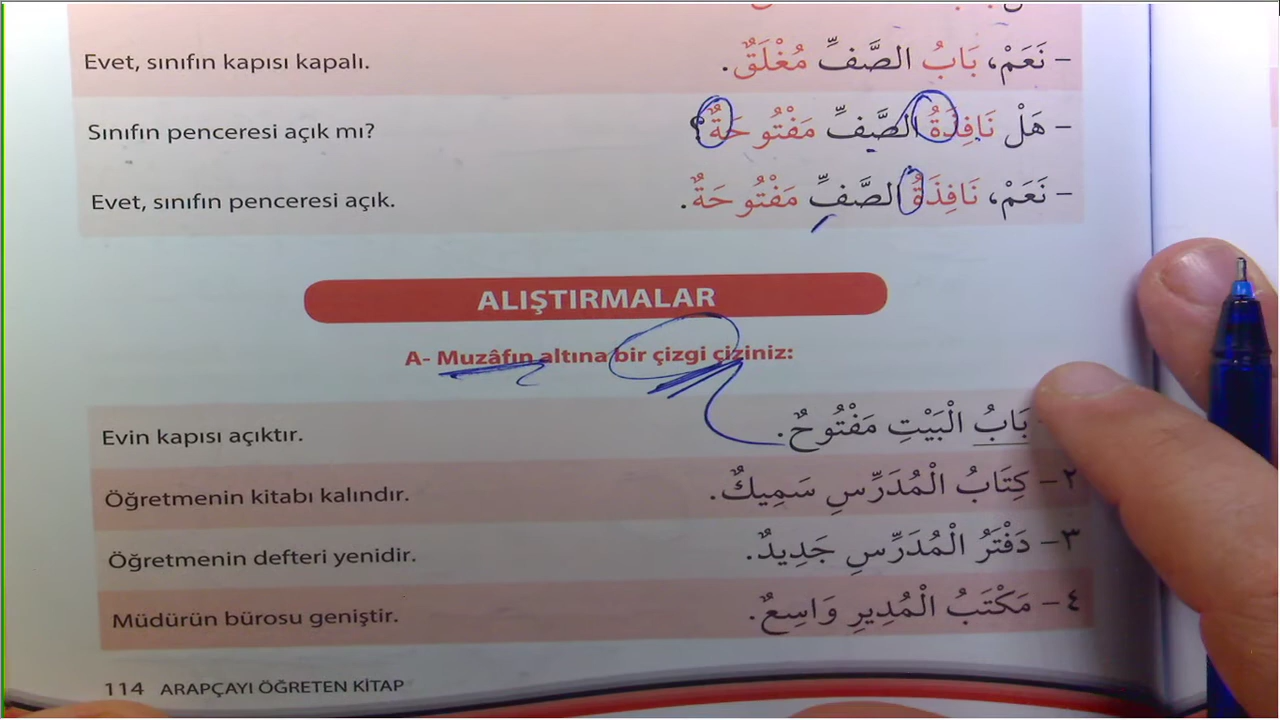 Evet, sınıfın kapısı kapalı.
– نَعَمْ، بَابُ الصَّفِّ مُغْلَقٌ.
Sınıfın penceresi açık mı?
– هَلْ نَافِذَةُ الصَّفِّ مَفْتُوحَةٌ؟
Evet, sınıfın penceresi açık.
– نَعَمْ، نَافِذَةُ الصَّفِّ مَفْتُوحَةٌ.
ALIŞTIRMALAR
A- Muzâfın altına bir çizgi çiziniz:
Evin kapısı açıktır.
– بَابُ الْبَيْتِ مَفْتُوحٌ.
Öğretmenin kitabı kalındır.
٢– كِتَابُ الْمُدَرِّسِ سَمِيكٌ.
Öğretmenin defteri yenidir.
٣– دَفْتَرُ الْمُدَرِّسِ جَدِيدٌ.
Müdürün bürosu geniştir.
٤– مَكْتَبُ الْمُدِيرِ وَاسِعٌ.
114 ARAPÇAYI ÖĞRETEN KİTAP